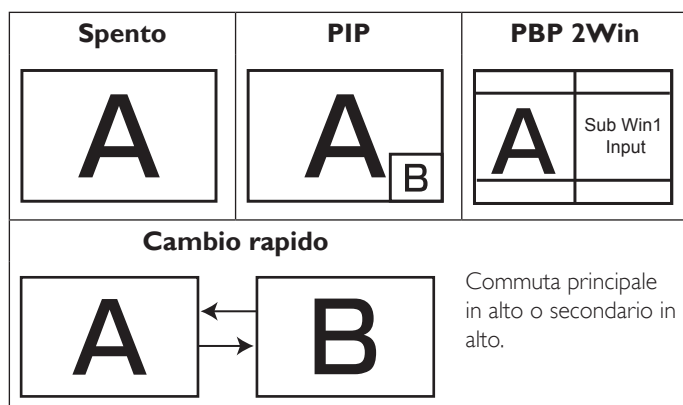 Spento
PIP
PBP 2Win
A
A
B
A
Sub Win1
Input
Cambio rapido
A
B
Commuta principale
in alto o secondario in
alto.